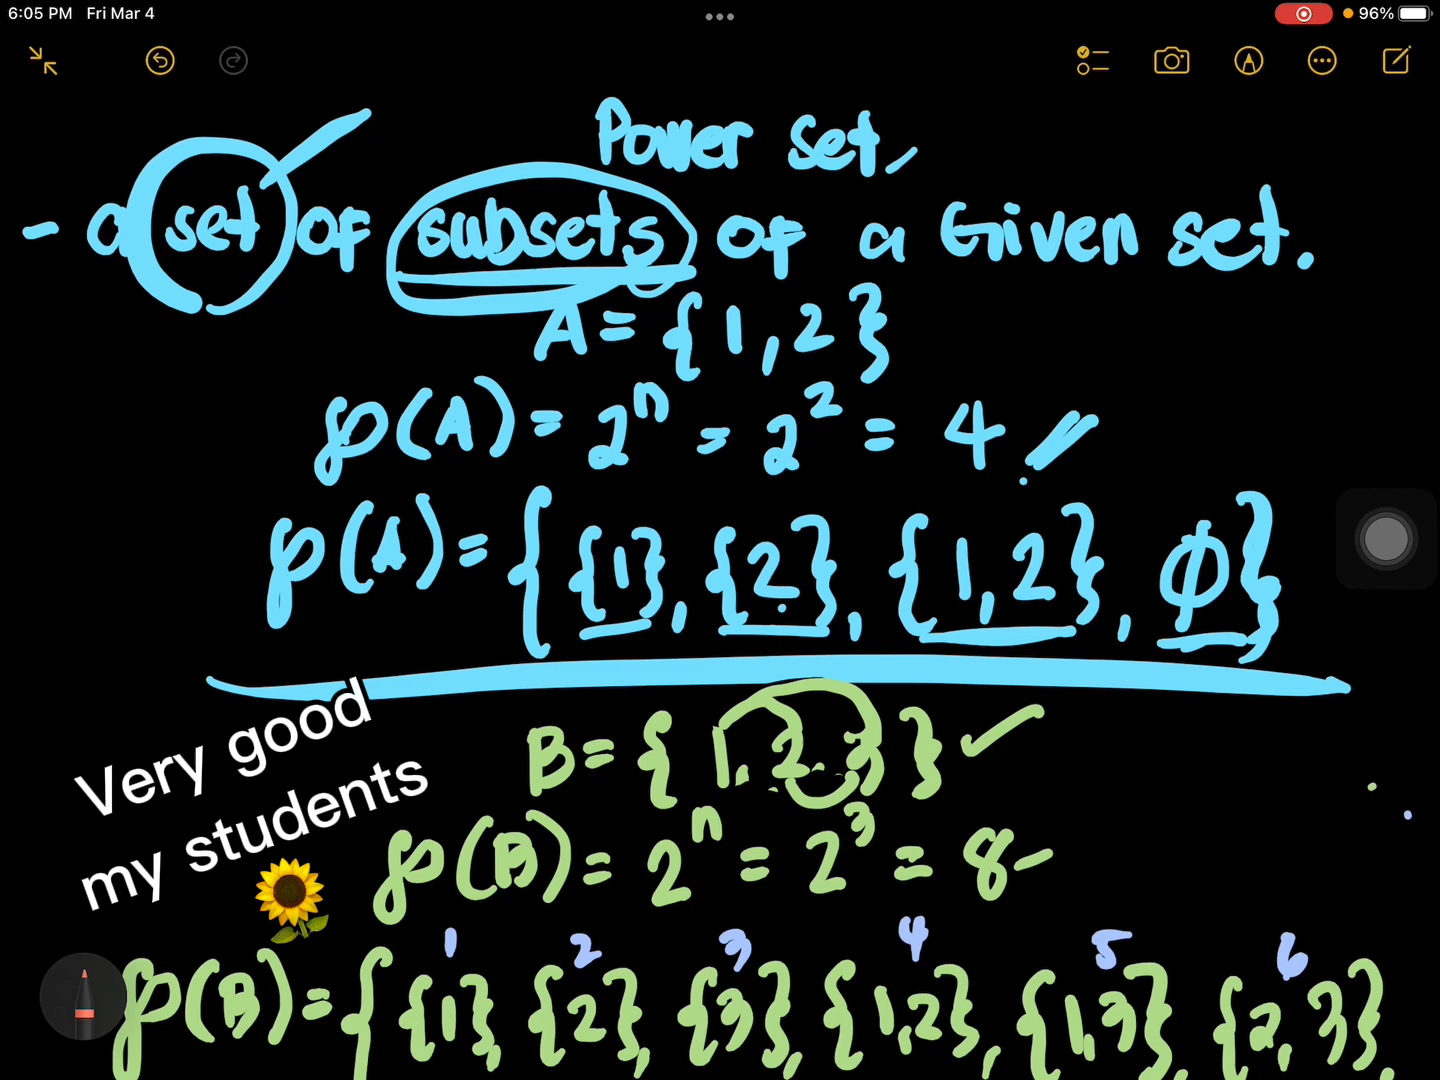 6:05 PM Fri Mar 4 96%
Power set,
- a set of subsets of a Given set.
A = {1, 2}
℘(A) = 2ⁿ = 2² = 4
℘(A) = {{1}, {2}, {1, 2}, ϕ}
Very good
my students
B = {1, 2, 3}
℘(B) = 2ⁿ = 2³ = 8
1 2 3 4 5 6
℘(B) = {{1}, {2}, {3}, {1,2}, {1,3}, {2,3},